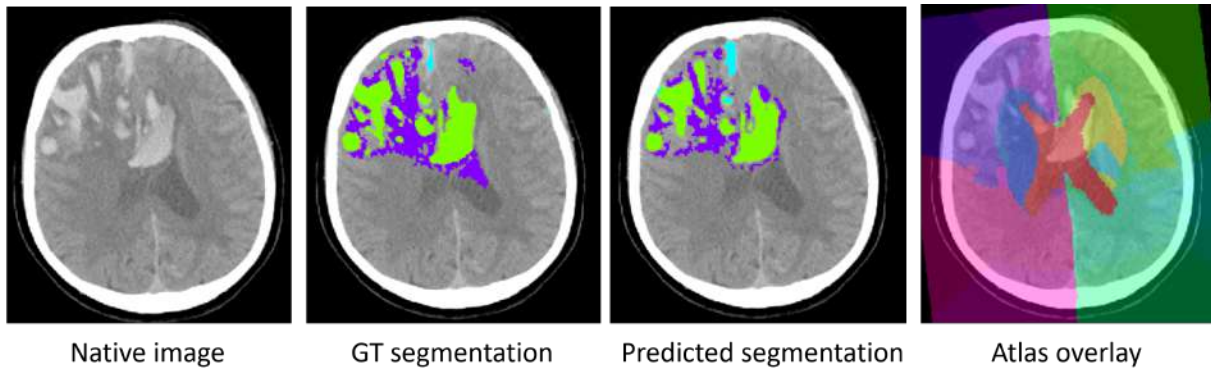 Native image
GT segmentation
Predicted segmentation
Atlas overlay